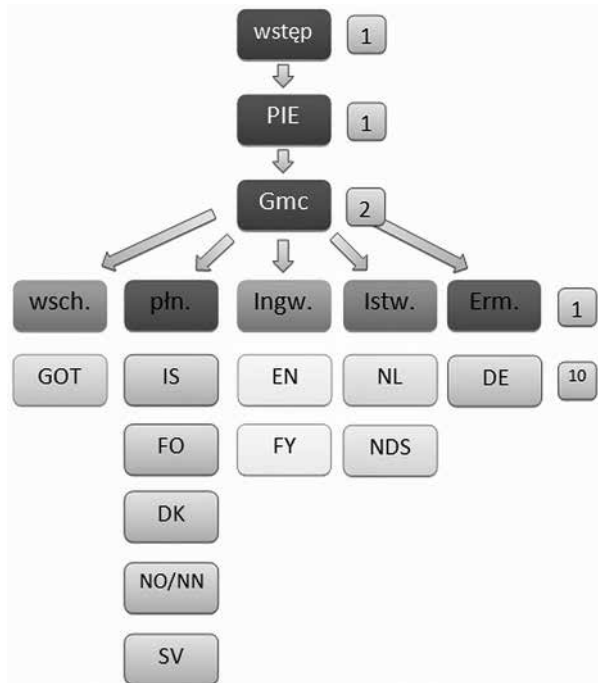 wstęp 1
PIE 1
Gmc 2
wsch. płn. Ingw. Istw. Erm. 1
GOT IS EN NL DE 10
FO FY NDS
DK
NO/NN
SV